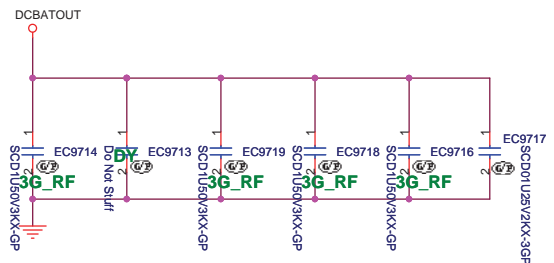 DCBATOUT
1
EC9714
G/P
2
3G_RF
SCD1U50V3KX-GP
1
EC9713
DY
G/P
2
Do Not Stuff
1
EC9719
G/P
2
3G_RF
SCD1U50V3KX-GP
1
EC9718
G/P
2
3G_RF
SCD1U50V3KX-GP
1
EC9716
G/P
2
3G_RF
SCD1U50V3KX-GP
1
EC9717
G/P
2
SCD01U25V2KX-3GP